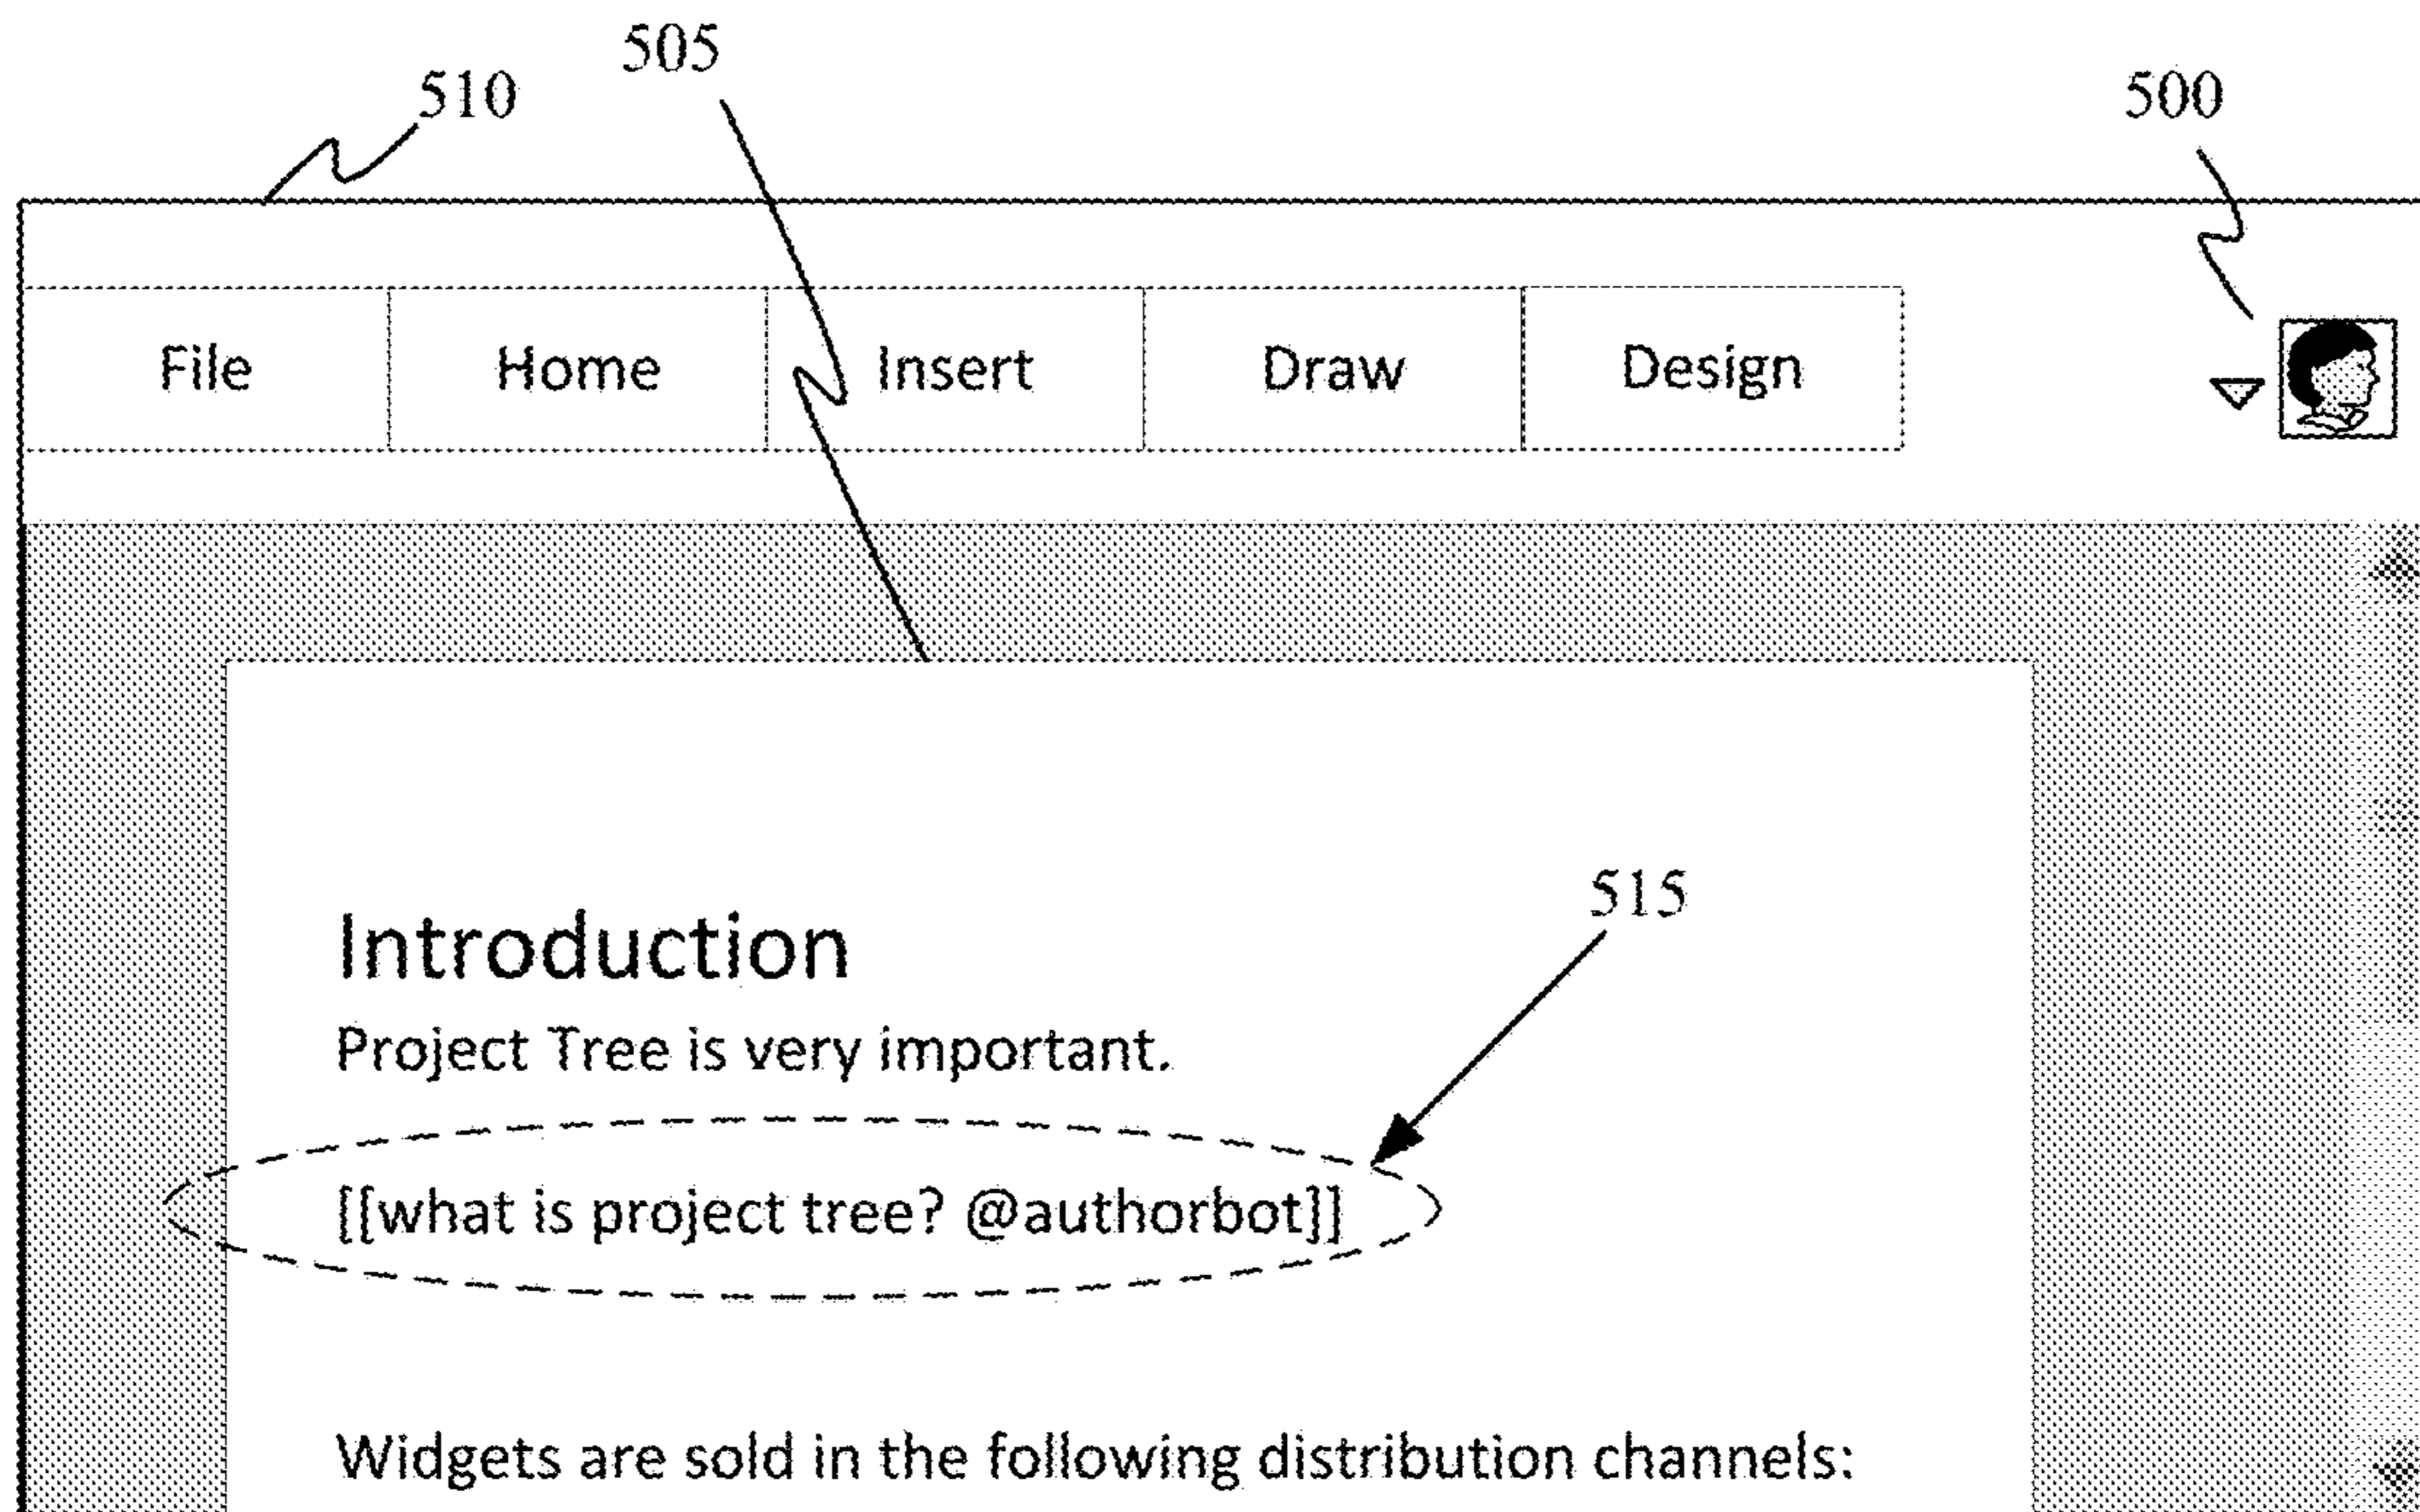 505
510
500
File Home Insert Draw Design
515
Introduction
Project Tree is very important.
[[what is project tree? @authorbot]]
Widgets are sold in the following distribution channels: